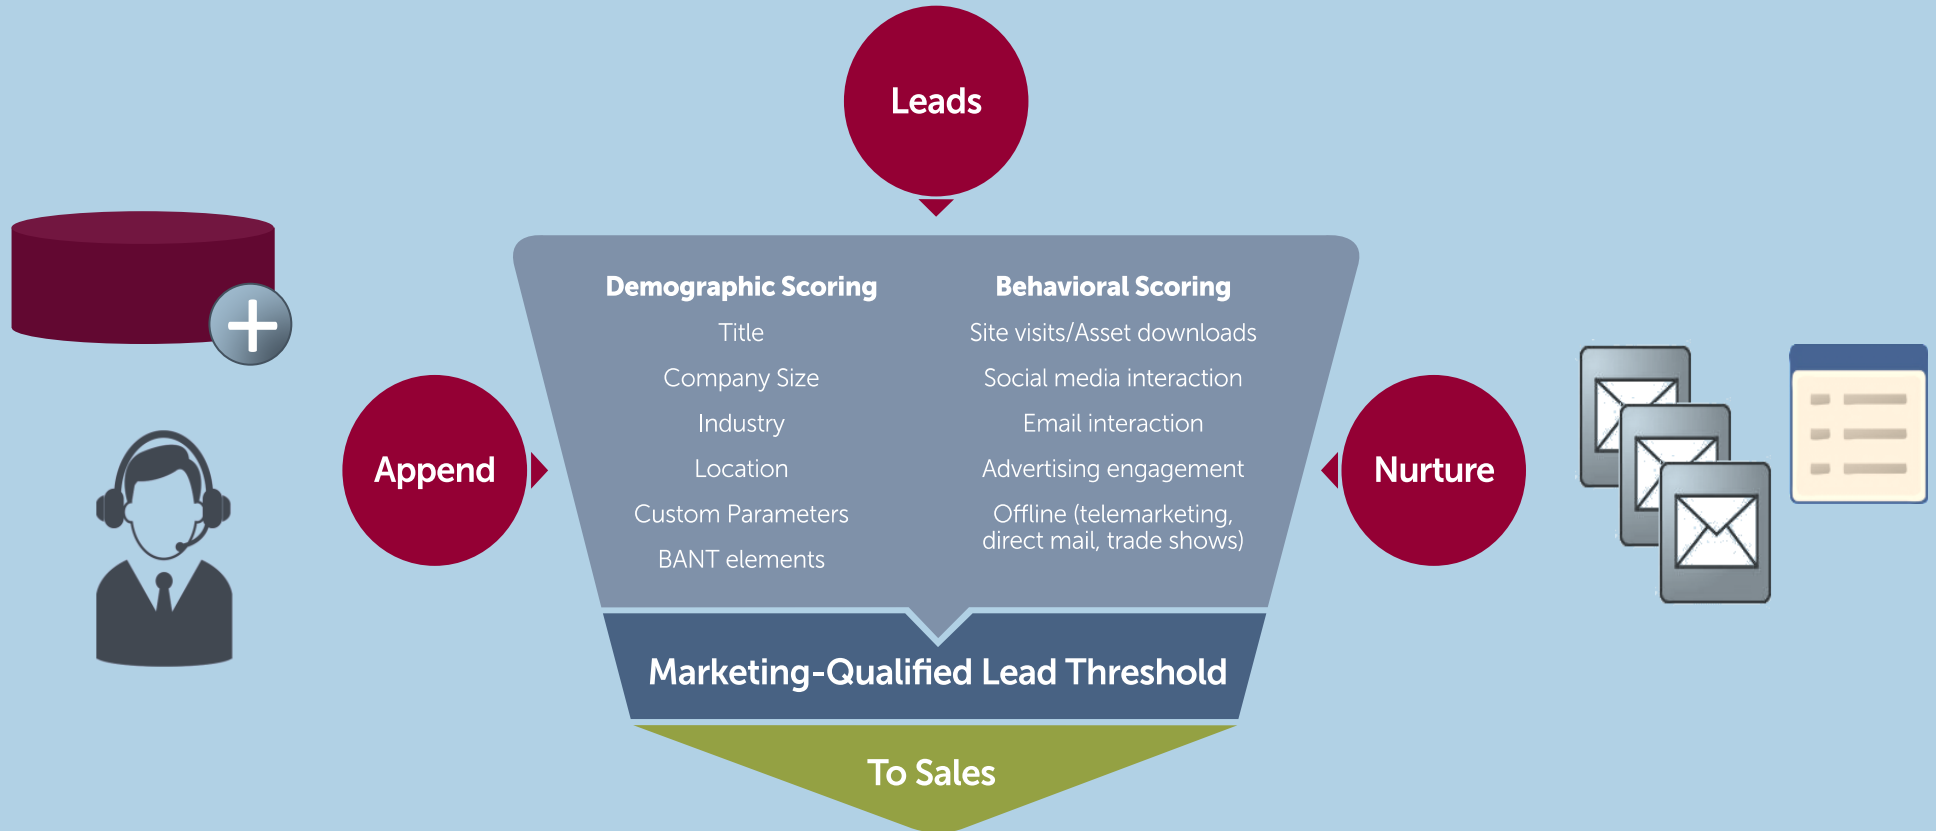 Leads
Demographic Scoring
Title
Company Size
Industry
Location
Custom Parameters
BANT elements
Behavioral Scoring
Site visits/Asset downloads
Social media interaction
Email interaction
Advertising engagement
Offline (telemarketing,
direct mail, trade shows)
Append
Nurture
Marketing-Qualified Lead Threshold
To Sales